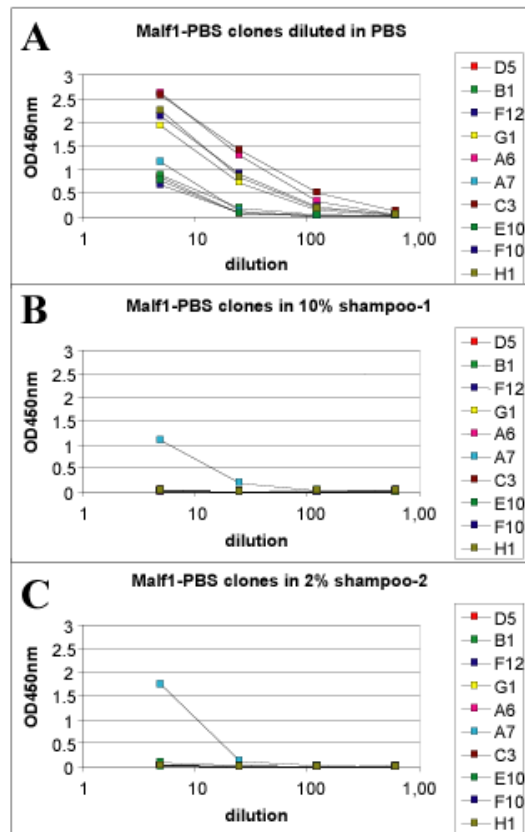 A
Malf1-PBS clones diluted in PBS
OD450nm
3
2.5
2
1.5
1
0.5
0
1
10
100
1,00
dilution
D5
B1
F12
G1
A6
A7
C3
E10
F10
H1
B
Malf1-PBS clones in 10% shampoo-1
OD450nm
3
2.5
2
1.5
1
0.5
0
1
10
100
1,00
dilution
D5
B1
F12
G1
A6
A7
C3
E10
F10
H1
C
Malf1-PBS clones in 2% shampoo-2
OD450nm
3
2.5
2
1.5
1
0.5
0
1
10
100
1,00
dilution
D5
B1
F12
G1
A6
A7
C3
E10
F10
H1